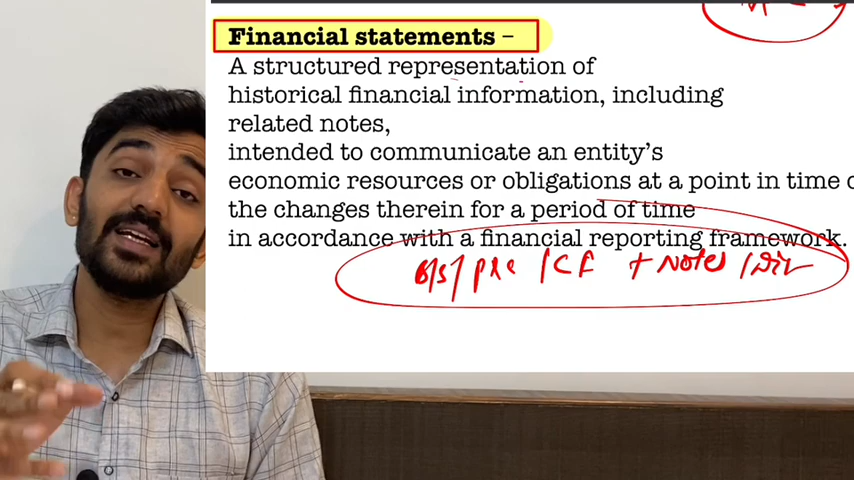 Financial statements –
A structured representation of
historical financial information, including
related notes,
intended to communicate an entity’s
economic resources or obligations at a point in time
the changes therein for a period of time
in accordance with a financial reporting framework.
B/S / P&L / CF + Notes /